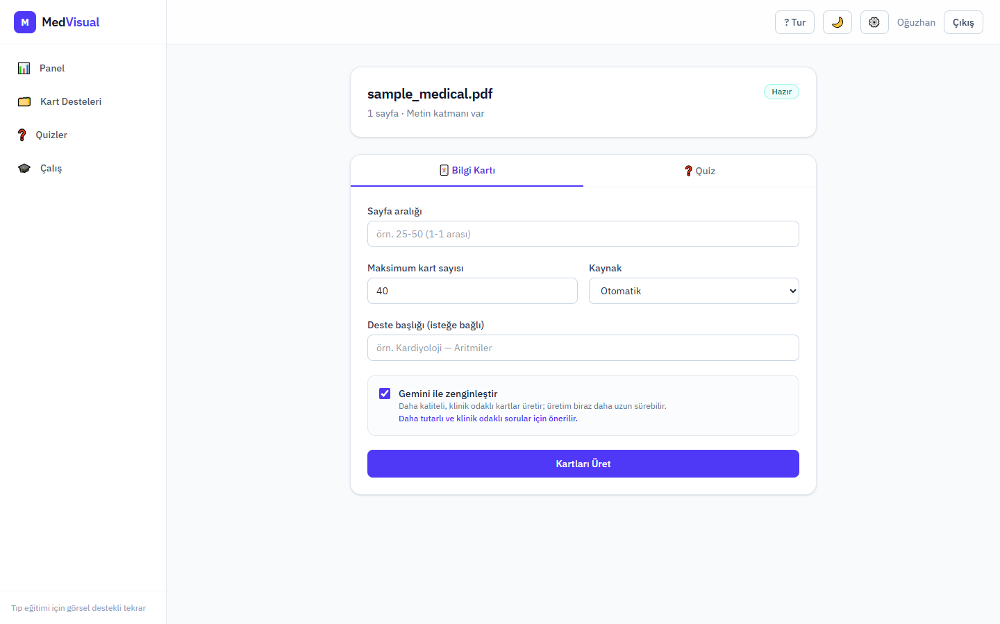 M MedVisual
? Tur
Oğuzhan
Çıkış
Panel
Kart Desteleri
Quizler
Çalış
sample_medical.pdf
Hazır
1 sayfa · Metin katmanı var
Bilgi Kartı
Quiz
Sayfa aralığı
örn. 25-50 (1-1 arası)
Maksimum kart sayısı
Kaynak
40
Otomatik
Deste başlığı (isteğe bağlı)
örn. Kardiyoloji — Aritmiler
Gemini ile zenginleştir
Daha kaliteli, klinik odaklı kartlar üretir; üretim biraz daha uzun sürebilir.
Daha tutarlı ve klinik odaklı sorular için önerilir.
Kartları Üret
Tıp eğitimi için görsel destekli tekrar